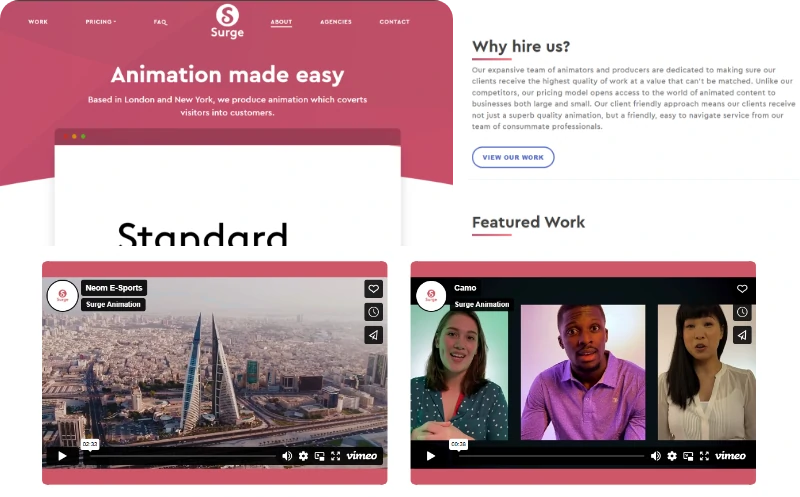 WORK
PRICING
FAQ
Surge
ABOUT
AGENCIES
CONTACT
Animation made easy
Based in London and New York, we produce animation which coverts
visitors into customers.
Standard
Why hire us?
Our expansive team of animators and producers are dedicated to making sure our
clients receive the highest quality of work at a value that can't be matched. Unlike our
competitors, our pricing model opens access to the world of animated content to
businesses both large and small. Our client friendly approach means our clients receive
not just a superb quality animation, but a friendly, easy to navigate service from our
team of consummate professionals.
VIEW OUR WORK
Featured Work
Surge
Neom E-Sports
Surge Animation
02:33
vimeo
Surge
Camo
Surge Animation
00:36
vimeo